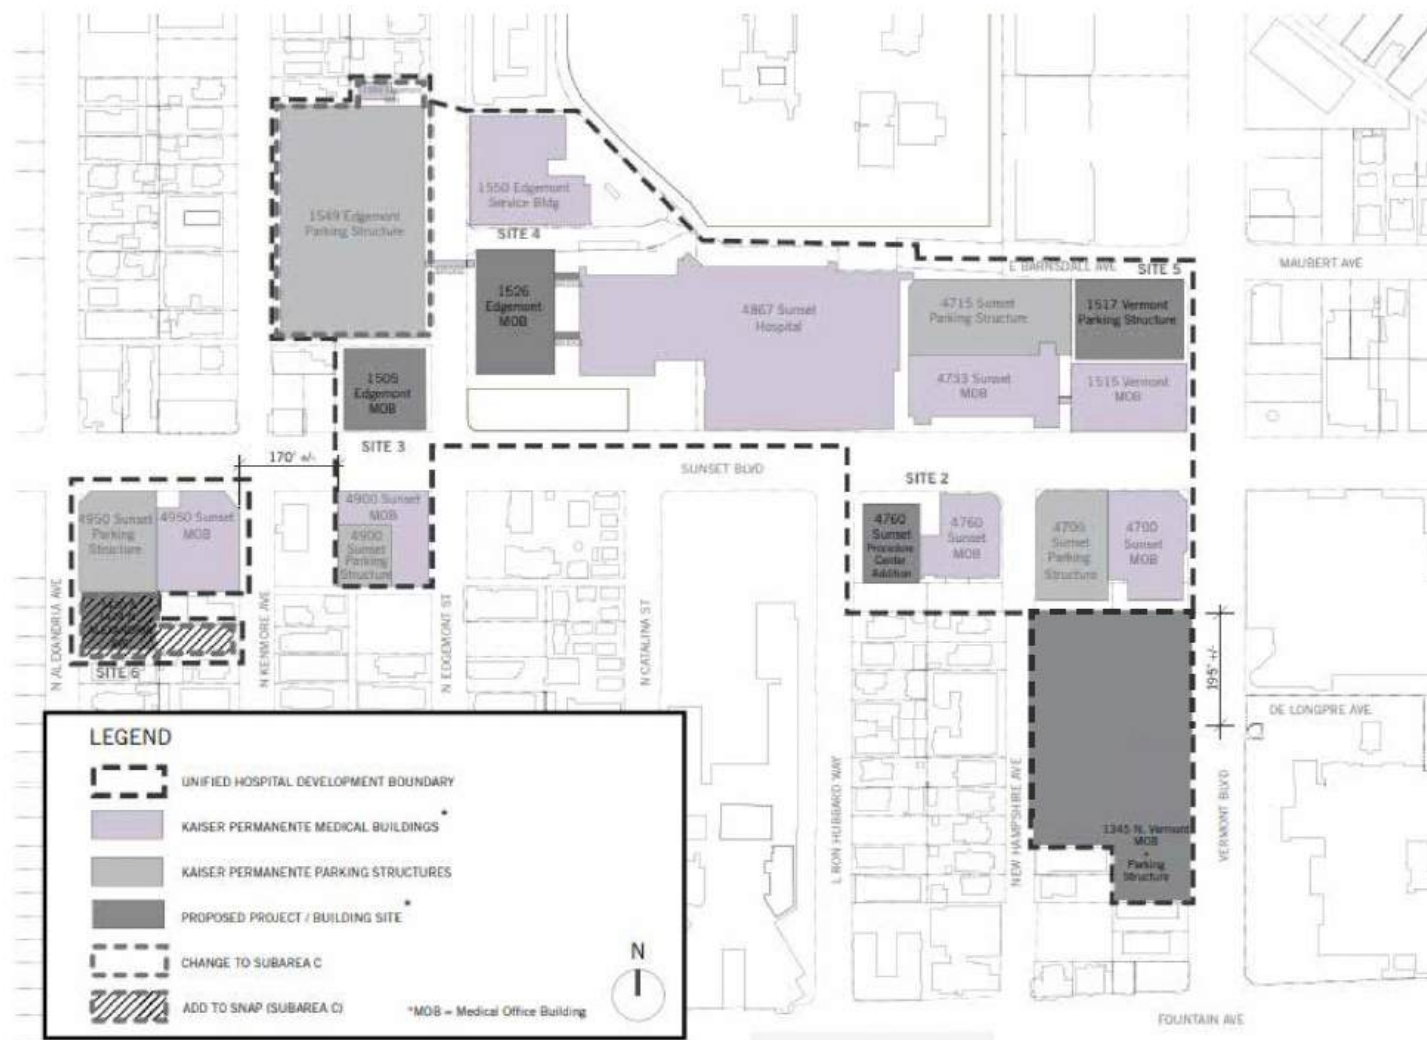 1549 Edgemont
Parking Structure
1550 Edgemont
Service Bldg
SITE 4
1526
Edgemont
MOB
4867 Sunset
Hospital
E BARNSDALL AVE
SITE 5
MAUBERT AVE
4715 Sunset
Parking Structure
1517 Vermont
Parking Structure
4733 Sunset
MOB
1515 Vermont
MOB
1505
Edgemont
MOB
SITE 3
170' +/-
SUNSET BLVD
SITE 2
4950 Sunset
Parking
Structure
4950 Sunset
MOB
4900 Sunset
MOB
4900
Sunset
Parking
Structure
4760
Sunset
Procedure
Center
Addition
4760
Sunset
MOB
4700
Sunset
Parking
Structure
4700
Sunset
MOB
N ALEXANDRIA AVE
N KENMORE AVE
N EDGEMONT ST
N CATALINA ST
SITE 6
195' +/-
DE LONGPRE AVE
L RON HUBBARD WAY
NEW HAMPSHIRE AVE
VERMONT BLVD
1345 N. Vermont
MOB
+
Parking
Structure
FOUNTAIN AVE
LEGEND
UNIFIED HOSPITAL DEVELOPMENT BOUNDARY
KAISER PERMANENTE MEDICAL BUILDINGS *
KAISER PERMANENTE PARKING STRUCTURES
PROPOSED PROJECT / BUILDING SITE *
CHANGE TO SUBAREA C
ADD TO SNAP (SUBAREA C)
*MOB = Medical Office Building
N